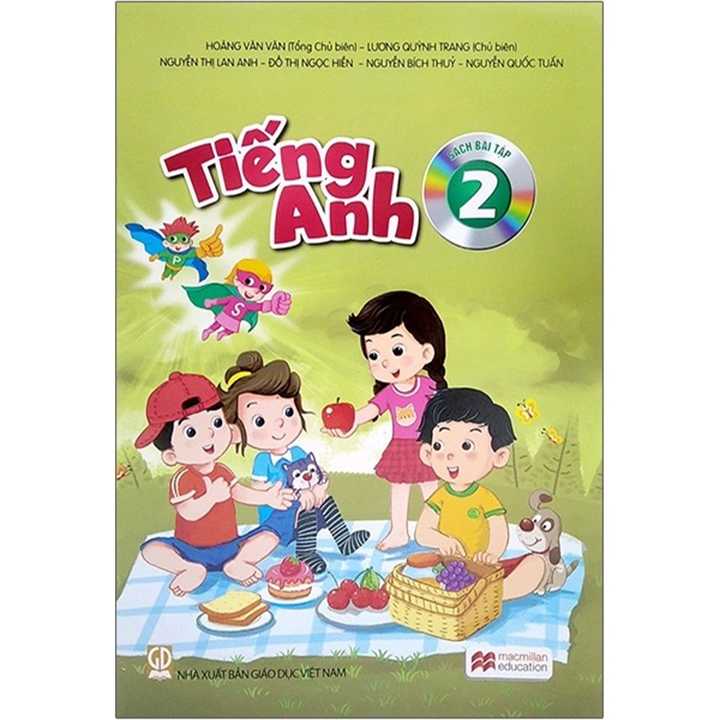 HOÀNG VĂN VÂN (Tổng Chủ biên) – LƯƠNG QUỲNH TRANG (Chủ biên)
NGUYỄN THỊ LAN ANH – ĐỖ THỊ NGỌC HIỀN – NGUYỄN BÍCH THUỶ – NGUYỄN QUỐC TUẤN
Tiếng
Anh
SÁCH BÀI TẬP
2
P
S
GD
NHÀ XUẤT BẢN GIÁO DỤC VIỆT NAM
macmillan
education